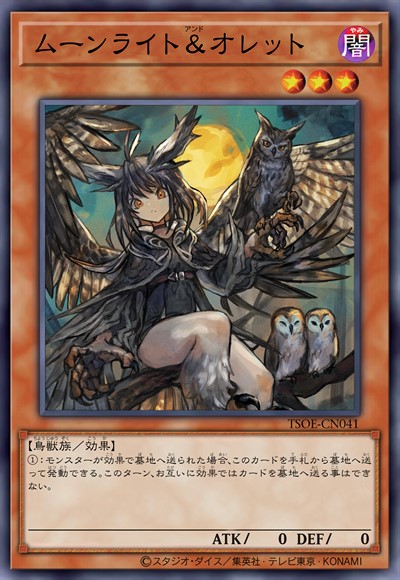 ムーンライト&オレット
アンド
闇
やみ
TSOE-CN041
【鳥獣族/効果】
①:モンスターが効果で墓地へ送られた場合、このカードを手札から墓地へ送
って発動できる。このターン、お互いに効果ではカードを墓地へ送る事はでき
ない。
ATK/ 0 DEF/ 0
©スタジオ・ダイス/集英社・テレビ東京・KONAMI